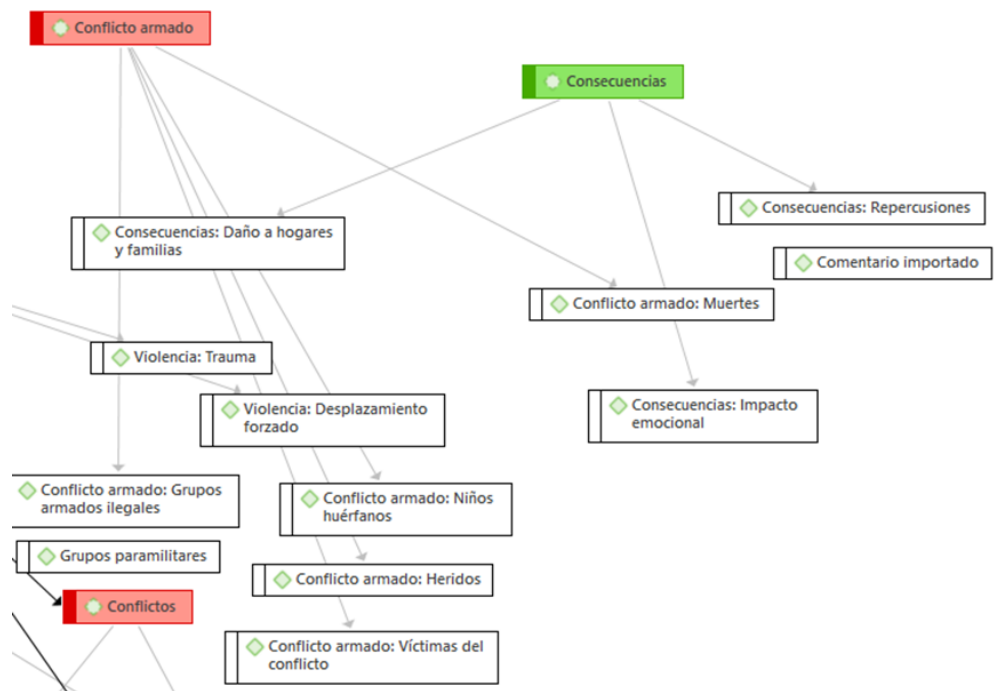 Conflicto armado
Consecuencias
Consecuencias: Repercusiones
Consecuencias: Daño a hogares
y familias
Comentario importado
Conflicto armado: Muertes
Violencia: Trauma
Consecuencias: Impacto
emocional
Violencia: Desplazamiento
forzado
Conflicto armado: Grupos
armados ilegales
Conflicto armado: Niños
huérfanos
Grupos paramilitares
Conflicto armado: Heridos
Conflictos
Conflicto armado: Víctimas del
conflicto